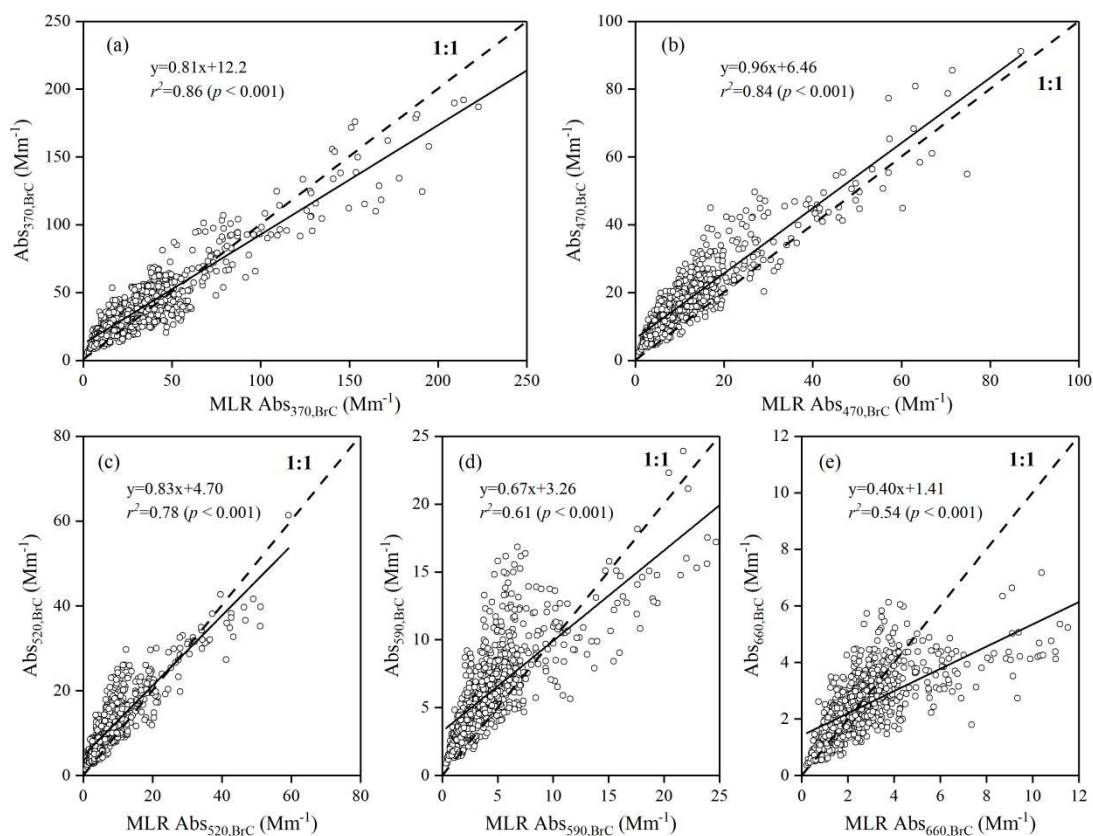 (a)
1:1
y=0.81x+12.2
r²=0.86 (p < 0.001)
Abs370,BrC (Mm⁻¹)
250
200
150
100
50
0
0 50 100 150 200 250
MLR Abs370,BrC (Mm⁻¹)
(b)
1:1
y=0.96x+6.46
r²=0.84 (p < 0.001)
Abs470,BrC (Mm⁻¹)
100
80
60
40
20
0
0 20 40 60 80 100
MLR Abs470,BrC (Mm⁻¹)
(c)
1:1
y=0.83x+4.70
r²=0.78 (p < 0.001)
Abs520,BrC (Mm⁻¹)
80
60
40
20
0
0 20 40 60 80
MLR Abs520,BrC (Mm⁻¹)
(d)
1:1
y=0.67x+3.26
r²=0.61 (p < 0.001)
Abs590,BrC (Mm⁻¹)
25
20
15
10
5
0
0 5 10 15 20 25
MLR Abs590,BrC (Mm⁻¹)
(e)
1:1
y=0.40x+1.41
r²=0.54 (p < 0.001)
Abs660,BrC (Mm⁻¹)
12
10
8
6
4
2
0
0 2 4 6 8 10 12
MLR Abs660,BrC (Mm⁻¹)